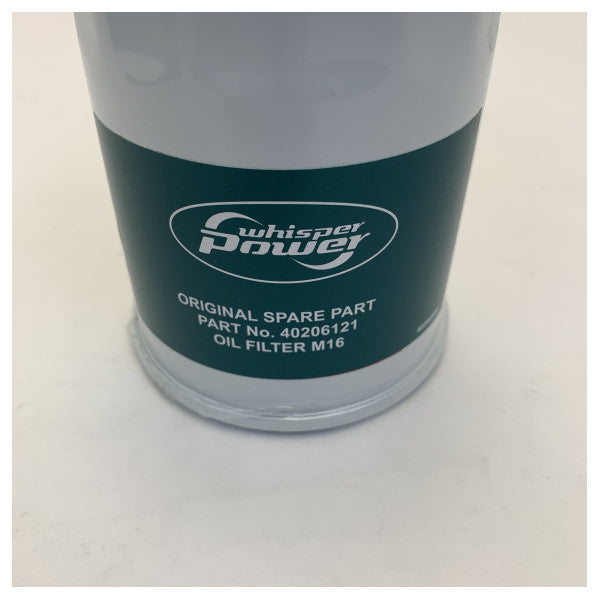 whisper
Power
ORIGINAL SPARE PART
PART No. 40206121
OIL FILTER M16